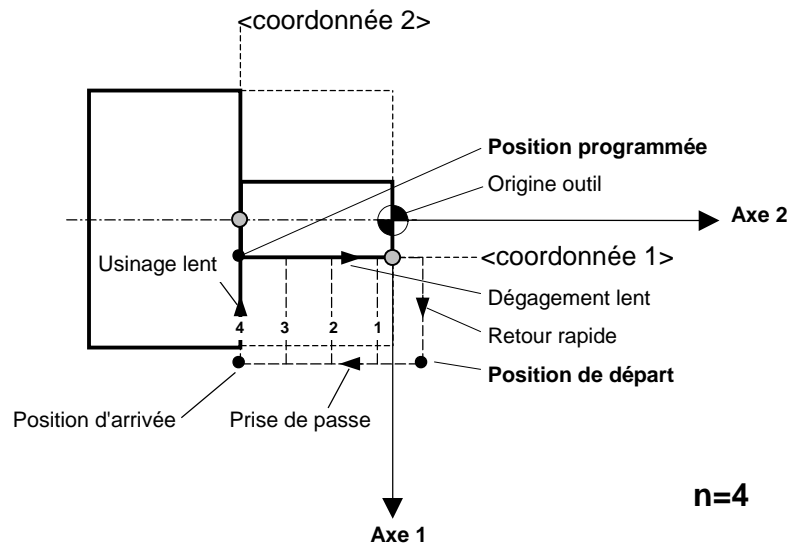 <coordonnée 2>
Position programmée
Origine outil
Axe 2
Usinage lent
<coordonnée 1>
Dégagement lent
4 3 2 1
Retour rapide
Position de départ
Position d'arrivée
Prise de passe
n=4
Axe 1